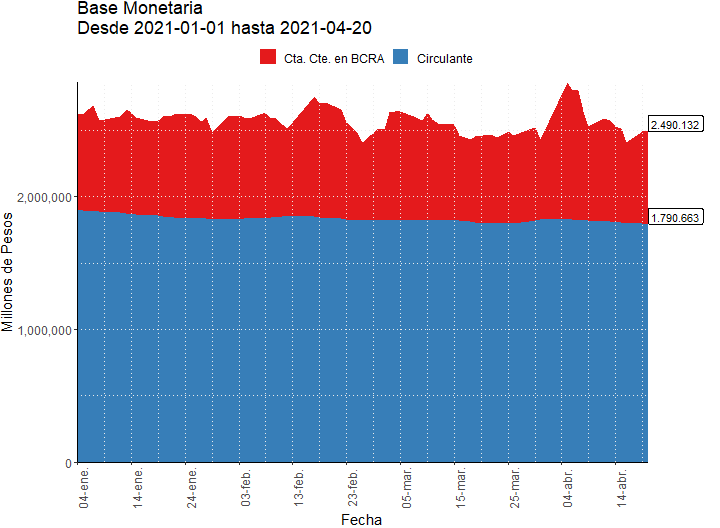 Base Monetaria
Desde 2021-01-01 hasta 2021-04-20
Cta. Cte. en BCRA
Circulante
2.490.132
2,000,000
1.790.663
1,000,000
0
Millones de Pesos
04-ene.
14-ene.
24-ene.
03-feb.
13-feb.
23-feb.
05-mar.
15-mar.
25-mar.
04-abr.
14-abr.
Fecha